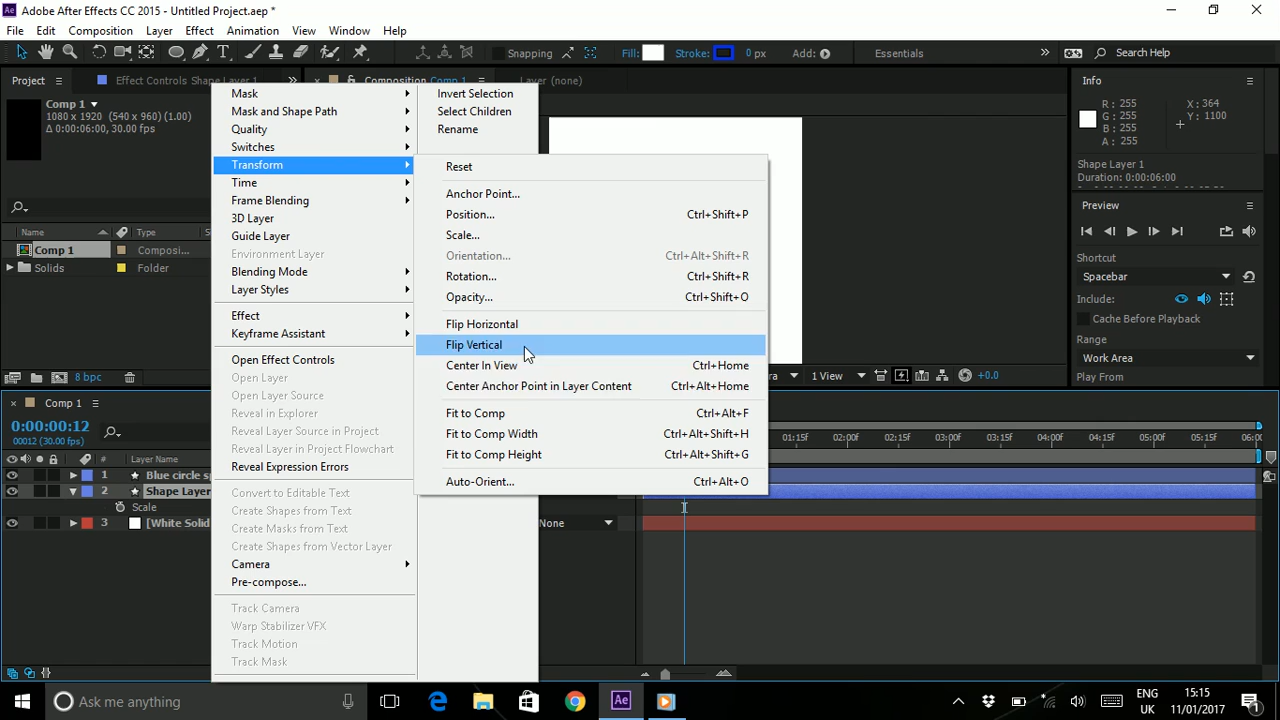 Adobe After Effects CC 2015 - Untitled Project.aep *
File Edit Composition Layer Effect Animation View Window Help
Snapping Fill: Stroke: 0 px Add: Essentials Search Help
Project Effect Controls Shape Layer 1 Composition Comp 1 Layer (none) Info
Comp 1
1080 x 1920 (540 x 960) (1.00)
Δ 0:00:06:00, 30.00 fps
R : 255
G : 255
B : 255
A : 255
X : 364
Y : 1100
Shape Layer 1
Duration: 0:00:06:00
Preview
Shortcut
Spacebar
Include:
Cache Before Playback
Range
Work Area
Play From
Name Type
Comp 1 Composi...
Solids Folder
8 bpc
Mask
Mask and Shape Path
Quality
Switches
Transform
Time
Frame Blending
3D Layer
Guide Layer
Environment Layer
Blending Mode
Layer Styles
Effect
Keyframe Assistant
Open Effect Controls
Open Layer
Open Layer Source
Reveal in Explorer
Reveal Layer Source in Project
Reveal Layer in Project Flowchart
Reveal Expression Errors
Convert to Editable Text
Create Shapes from Text
Create Masks from Text
Create Shapes from Vector Layer
Camera
Pre-compose...
Track Camera
Warp Stabilizer VFX
Track Motion
Track Mask
Invert Selection
Select Children
Rename
Reset
Anchor Point...
Position... Ctrl+Shift+P
Scale...
Orientation... Ctrl+Alt+Shift+R
Rotation... Ctrl+Shift+R
Opacity... Ctrl+Shift+O
Flip Horizontal
Flip Vertical
Center In View Ctrl+Home
Center Anchor Point in Layer Content Ctrl+Alt+Home
Fit to Comp Ctrl+Alt+F
Fit to Comp Width Ctrl+Alt+Shift+H
Fit to Comp Height Ctrl+Alt+Shift+G
Auto-Orient... Ctrl+Alt+O
1 View +0.0
Comp 1
0:00:00:12
00012 (30.00 fps)
01:15f 02:00f 02:15f 03:00f 03:15f 04:00f 04:15f 05:00f 05:15f 06:00
# Layer Name
1 Blue circle s
2 Shape Layer
Scale
3 [White Solid None
Ask me anything
ENG
UK
15:15
11/01/2017
1